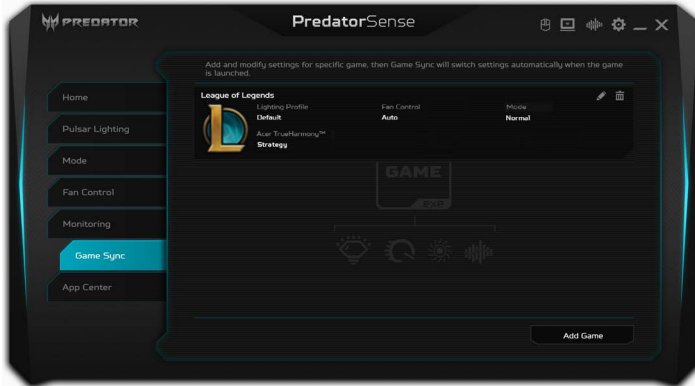 PREDATOR
PredatorSense
Add and modify settings for specific game, then Game Sync will switch settings automatically when the game
is launched.
Home
Pulsar Lighting
Mode
Fan Control
Monitoring
Game Sync
App Center
League of Legends
Lighting Profile
Fan Control
Mode
Default
Auto
Normal
Acer TrueHarmony™
Strategy
GAME
EXE
Add Game